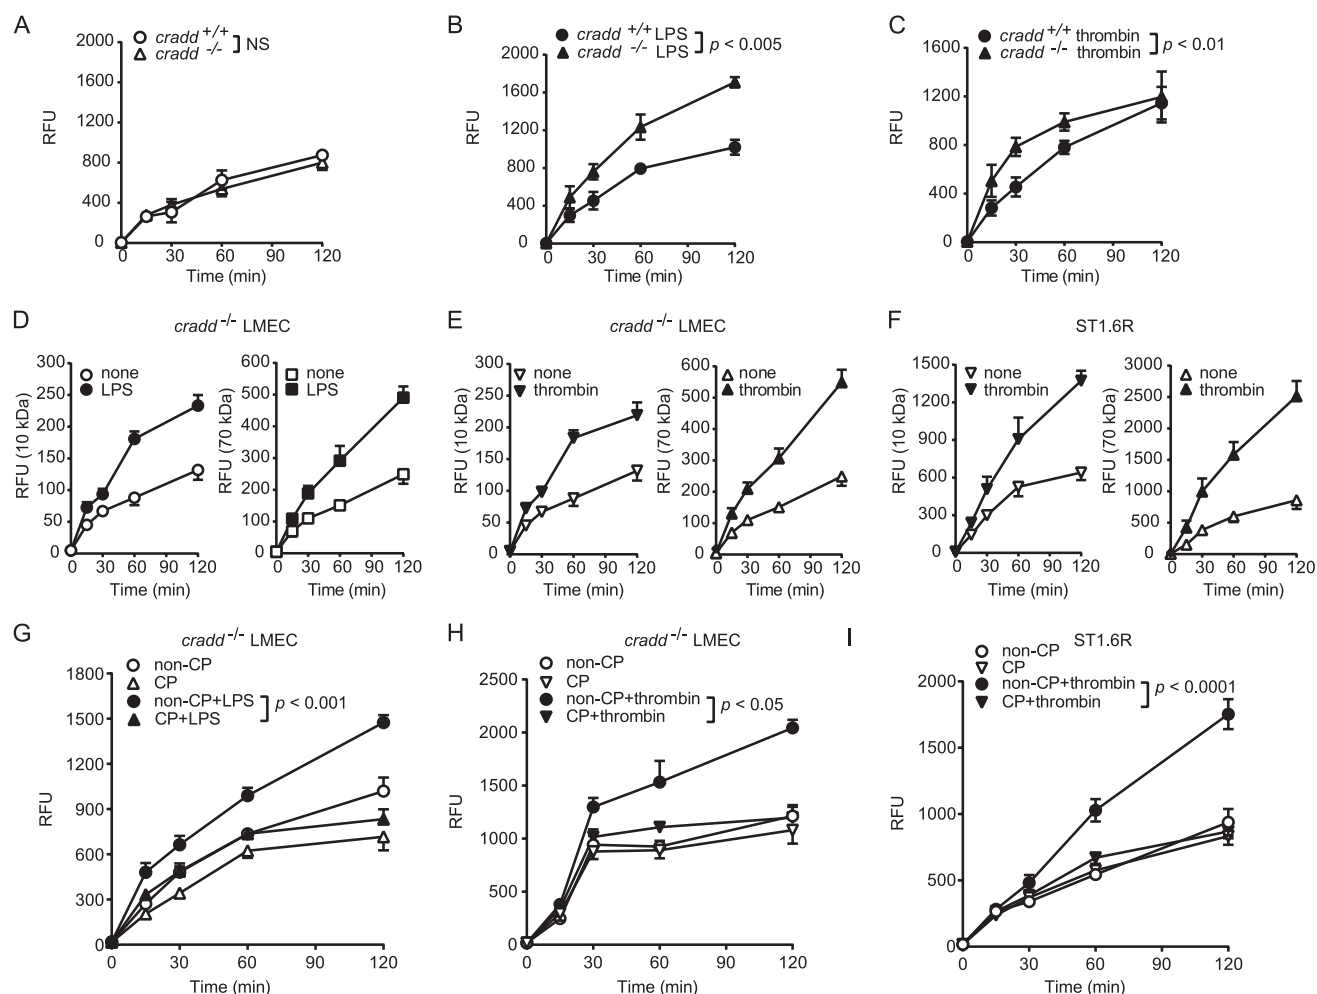 A
cradd +/+
cradd -/-
NS
RFU
2000
1600
1200
800
400
0
0 30 60 90 120
Time (min)
B
cradd +/+ LPS
cradd -/- LPS
p < 0.005
RFU
2000
1600
1200
800
400
0
0 30 60 90 120
Time (min)
C
cradd +/+ thrombin
cradd -/- thrombin
p < 0.01
RFU
1600
1200
800
400
0
0 30 60 90 120
Time (min)
D
cradd -/- LMEC
none
LPS
RFU (10 kDa)
300
250
200
150
100
50
0
0 30 60 90 120
Time (min)
none
LPS
RFU (70 kDa)
600
500
400
300
200
100
0
0 30 60 90 120
Time (min)
E
cradd -/- LMEC
none
thrombin
RFU (10 kDa)
300
250
200
150
100
50
0
0 30 60 90 120
Time (min)
none
thrombin
RFU (70 kDa)
600
500
400
300
200
100
0
0 30 60 90 120
Time (min)
F
ST1.6R
none
thrombin
RFU (10 kDa)
1500
1200
900
600
300
0
0 30 60 90 120
Time (min)
none
thrombin
RFU (70 kDa)
3000
2500
2000
1500
1000
500
0
0 30 60 90 120
Time (min)
G
cradd -/- LMEC
non-CP
CP
non-CP+LPS
CP+LPS
p < 0.001
RFU
1800
1500
1200
900
600
300
0
0 30 60 90 120
Time (min)
H
cradd -/- LMEC
non-CP
CP
non-CP+thrombin
CP+thrombin
p < 0.05
RFU
2500
2000
1500
1000
500
0
0 30 60 90 120
Time (min)
I
ST1.6R
non-CP
CP
non-CP+thrombin
CP+thrombin
p < 0.0001
RFU
2000
1500
1000
500
0
0 30 60 90 120
Time (min)